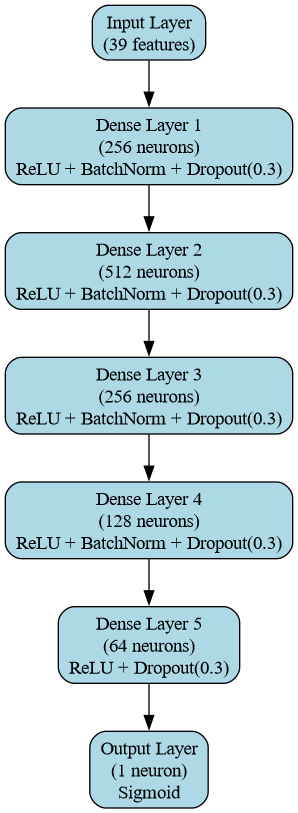 Input Layer
(39 features)
Dense Layer 1
(256 neurons)
ReLU + BatchNorm + Dropout(0.3)
Dense Layer 2
(512 neurons)
ReLU + BatchNorm + Dropout(0.3)
Dense Layer 3
(256 neurons)
ReLU + BatchNorm + Dropout(0.3)
Dense Layer 4
(128 neurons)
ReLU + BatchNorm + Dropout(0.3)
Dense Layer 5
(64 neurons)
ReLU + Dropout(0.3)
Output Layer
(1 neuron)
Sigmoid